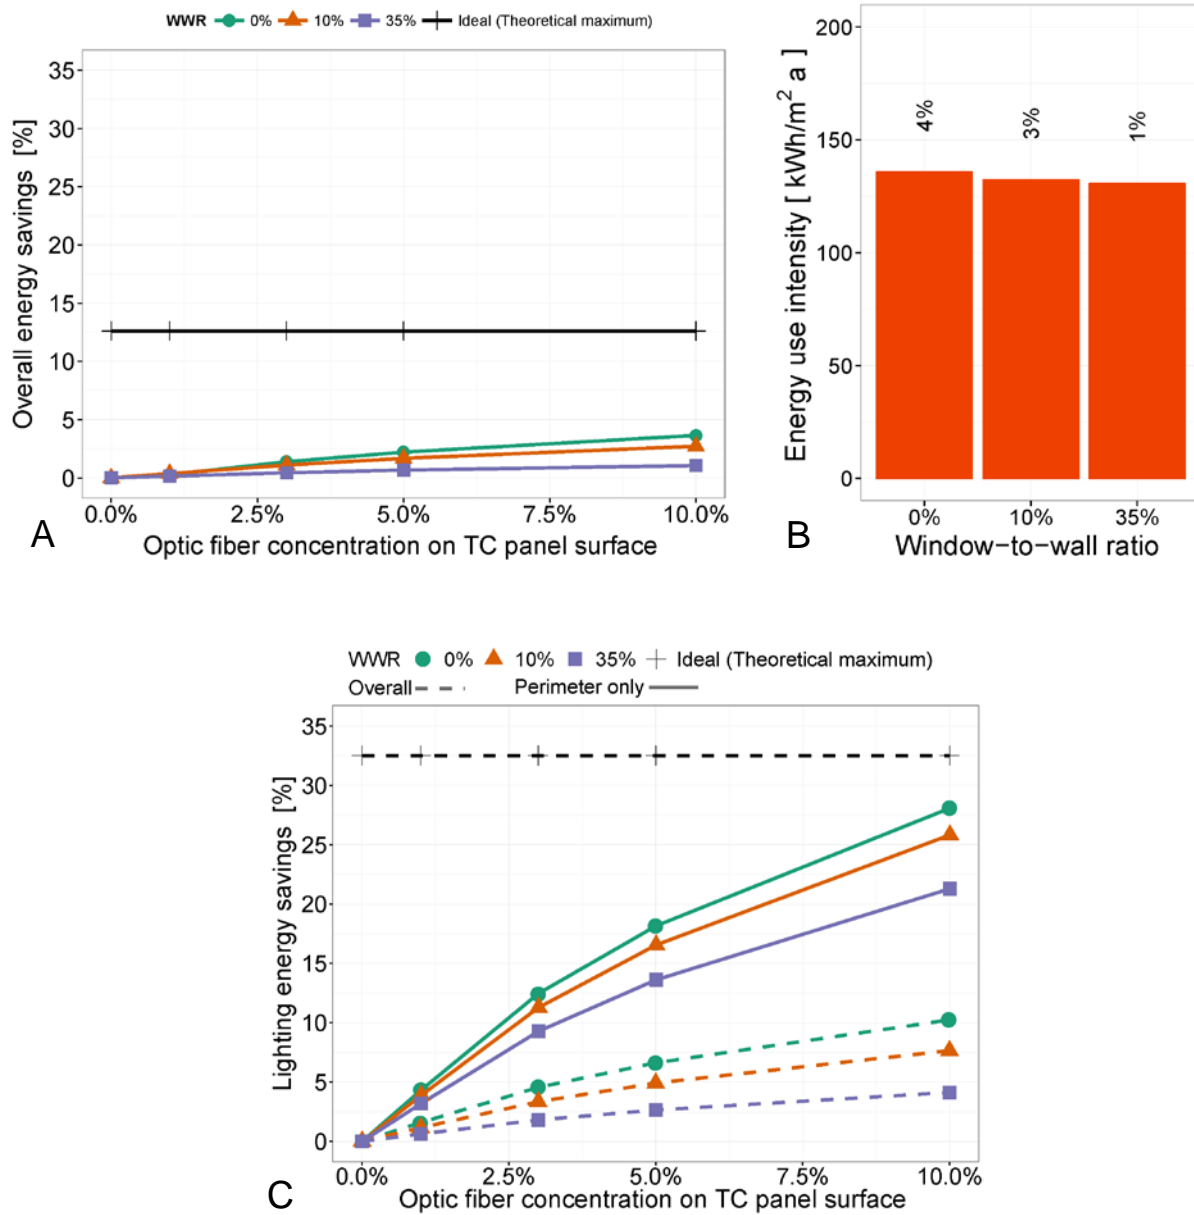 WWR 0% 10% 35% Ideal (Theoretical maximum)
Overall energy savings [%]
35
30
25
20
15
10
5
0
0.0% 2.5% 5.0% 7.5% 10.0%
Optic fiber concentration on TC panel surface
A
Energy use intensity [ kWh/m² a ]
200
150
100
50
0
4% 3% 1%
0% 10% 35%
Window−to−wall ratio
B
WWR 0% 10% 35% Ideal (Theoretical maximum)
Overall Perimeter only
Lighting energy savings [%]
35
30
25
20
15
10
5
0
0.0% 2.5% 5.0% 7.5% 10.0%
Optic fiber concentration on TC panel surface
C